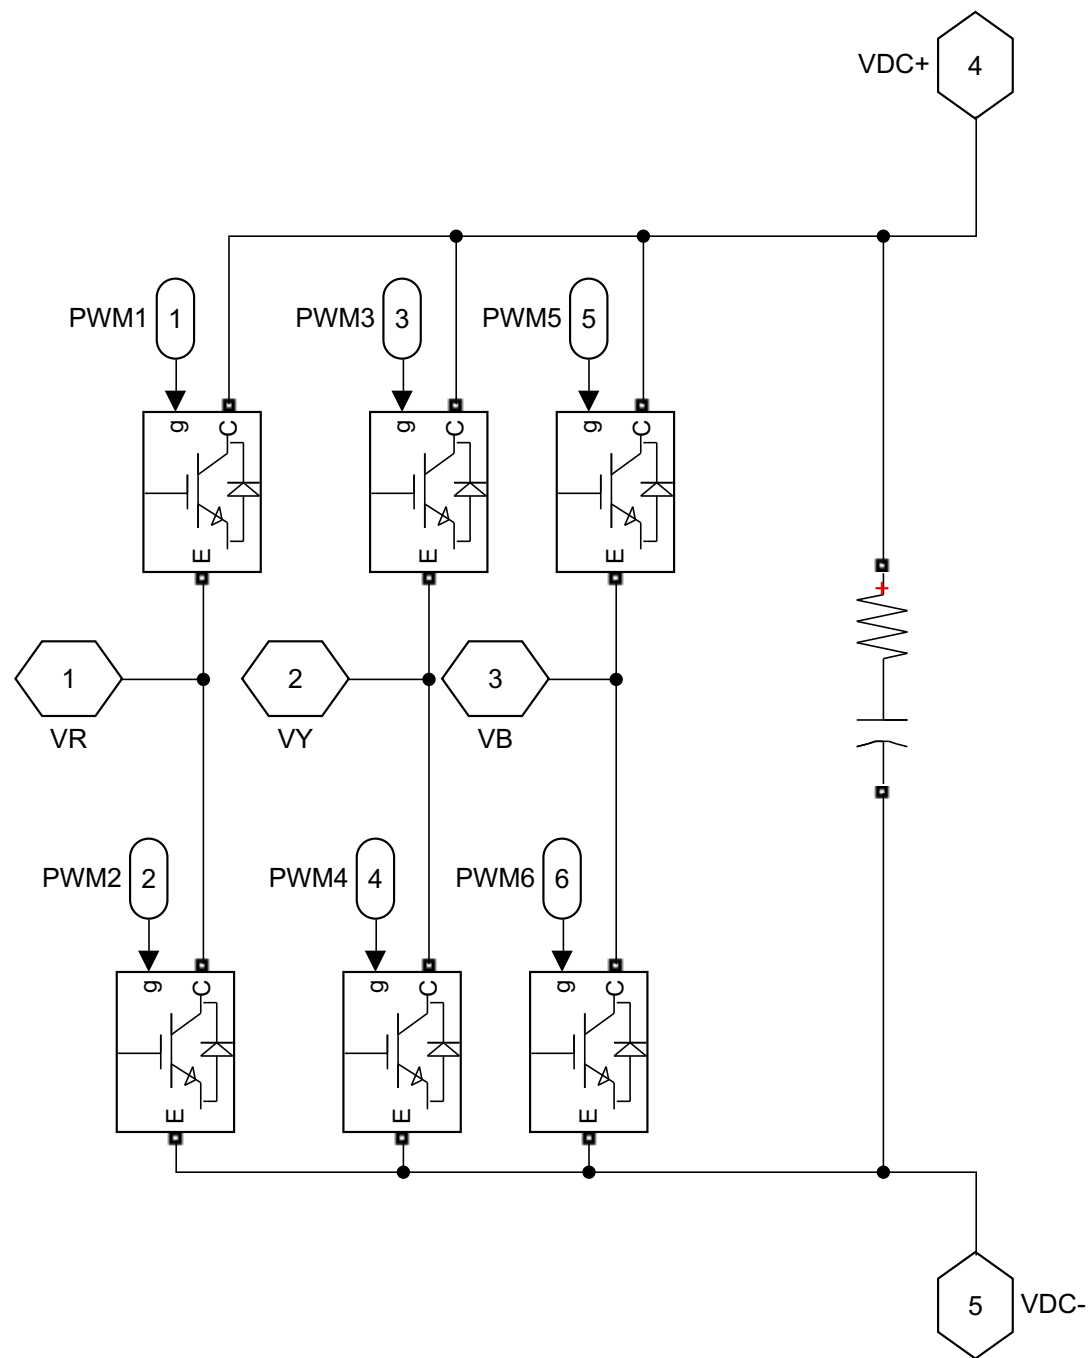 VDC+ 4
PWM1 1 PWM3 3 PWM5 5
g C g C g C
E E E
1 2 3
VR VY VB
+
PWM2 2 PWM4 4 PWM6 6
g C g C g C
E E E
5 VDC-